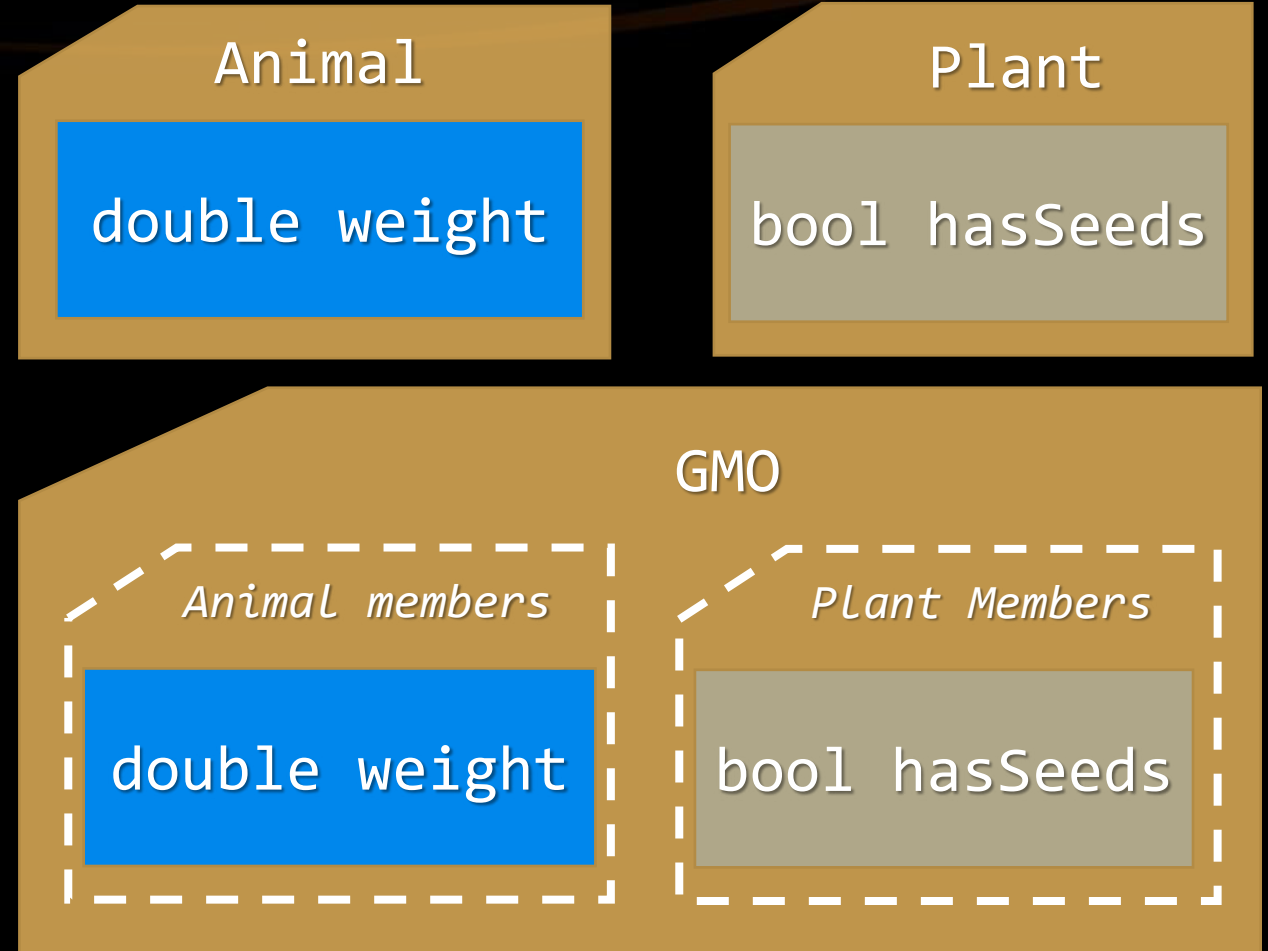 Animal
Plant
double weight
bool hasSeeds
GMO
Animal members
Plant Members
double weight
bool hasSeeds